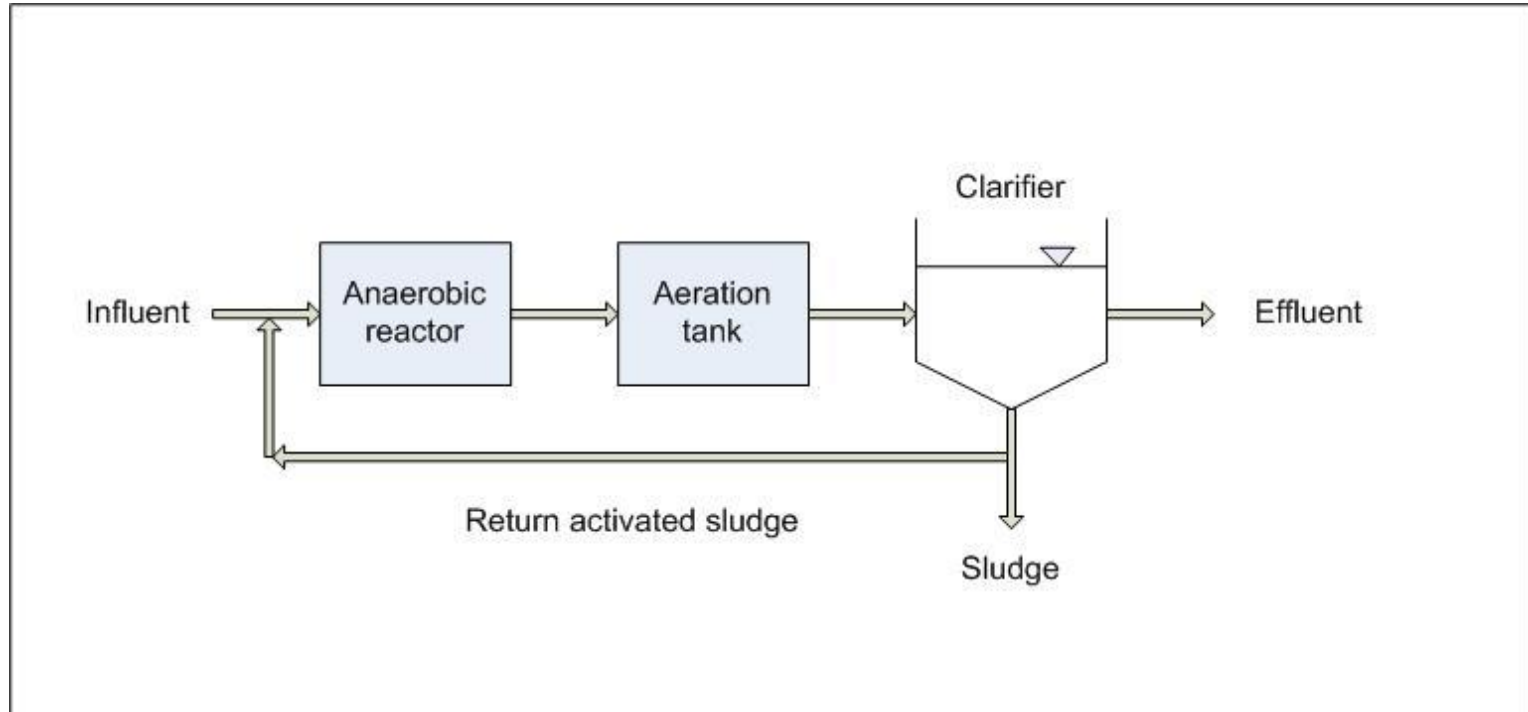 Clarifier
Influent
Anaerobic
reactor
Aeration
tank
Effluent
Return activated sludge
Sludge